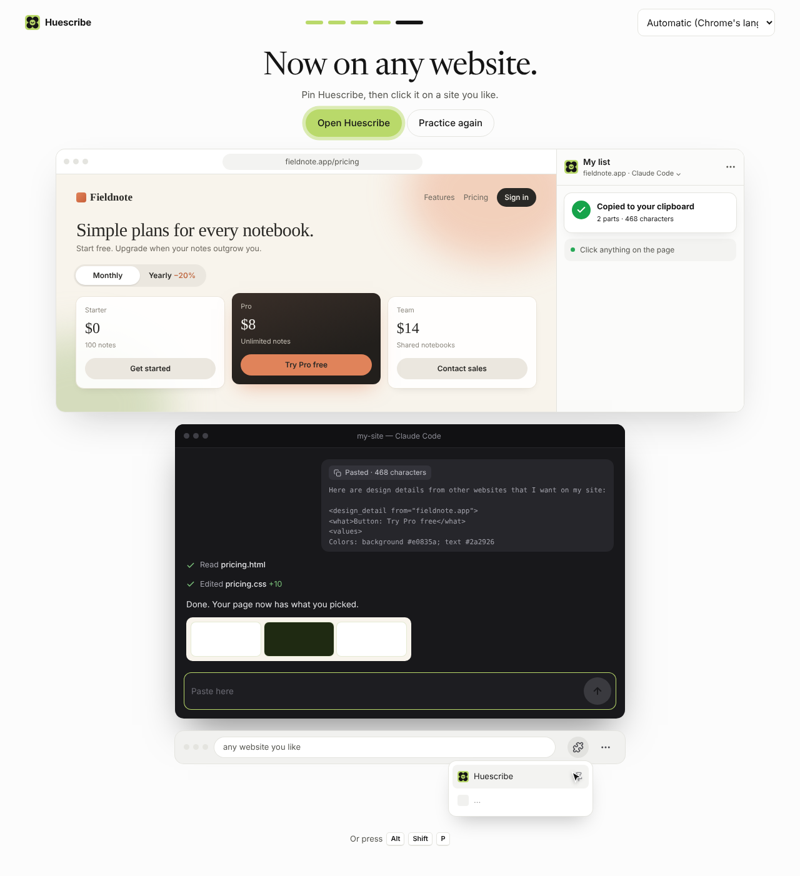 Huescribe
Automatic (Chrome's lang
Now on any website.
Pin Huescribe, then click it on a site you like.
Open Huescribe
Practice again
fieldnote.app/pricing
Fieldnote
Features
Pricing
Sign in
Simple plans for every notebook.
Start free. Upgrade when your notes outgrow you.
Monthly
Yearly −20%
Starter
$0
100 notes
Get started
Pro
$8
Unlimited notes
Try Pro free
Team
$14
Shared notebooks
Contact sales
My list
fieldnote.app · Claude Code
Copied to your clipboard
2 parts · 468 characters
Click anything on the page
my-site — Claude Code
Pasted · 468 characters
Here are design details from other websites that I want on my site:
<design_detail from="fieldnote.app">
<what>Button: Try Pro free</what>
<values>
Colors: background #e0835a; text #2a2926
Read pricing.html
Edited pricing.css +10
Done. Your page now has what you picked.
Paste here
any website you like
Huescribe
...
Or press Alt Shift P